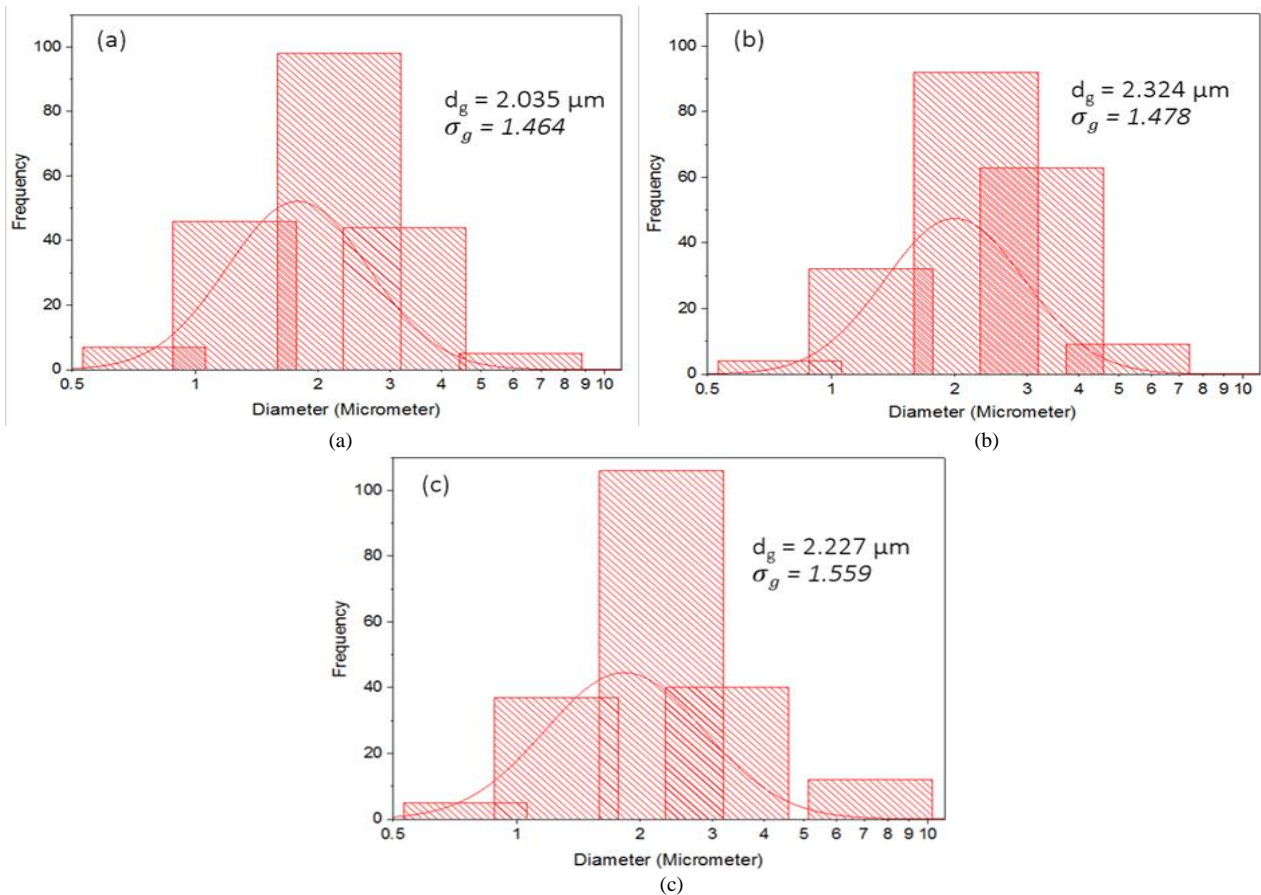 (a)
d_g = 2.035 μm
σ_g = 1.464
Frequency
100
80
60
40
20
0
0.5 1 2 3 4 5 6 7 8 9 10
Diameter (Micrometer)
(a)
(b)
d_g = 2.324 μm
σ_g = 1.478
Frequency
100
80
60
40
20
0
0.5 1 2 3 4 5 6 7 8 9 10
Diameter (Micrometer)
(b)
(c)
d_g = 2.227 μm
σ_g = 1.559
Frequency
100
80
60
40
20
0
0.5 1 2 3 4 5 6 7 8 9 10
Diameter (Micrometer)
(c)